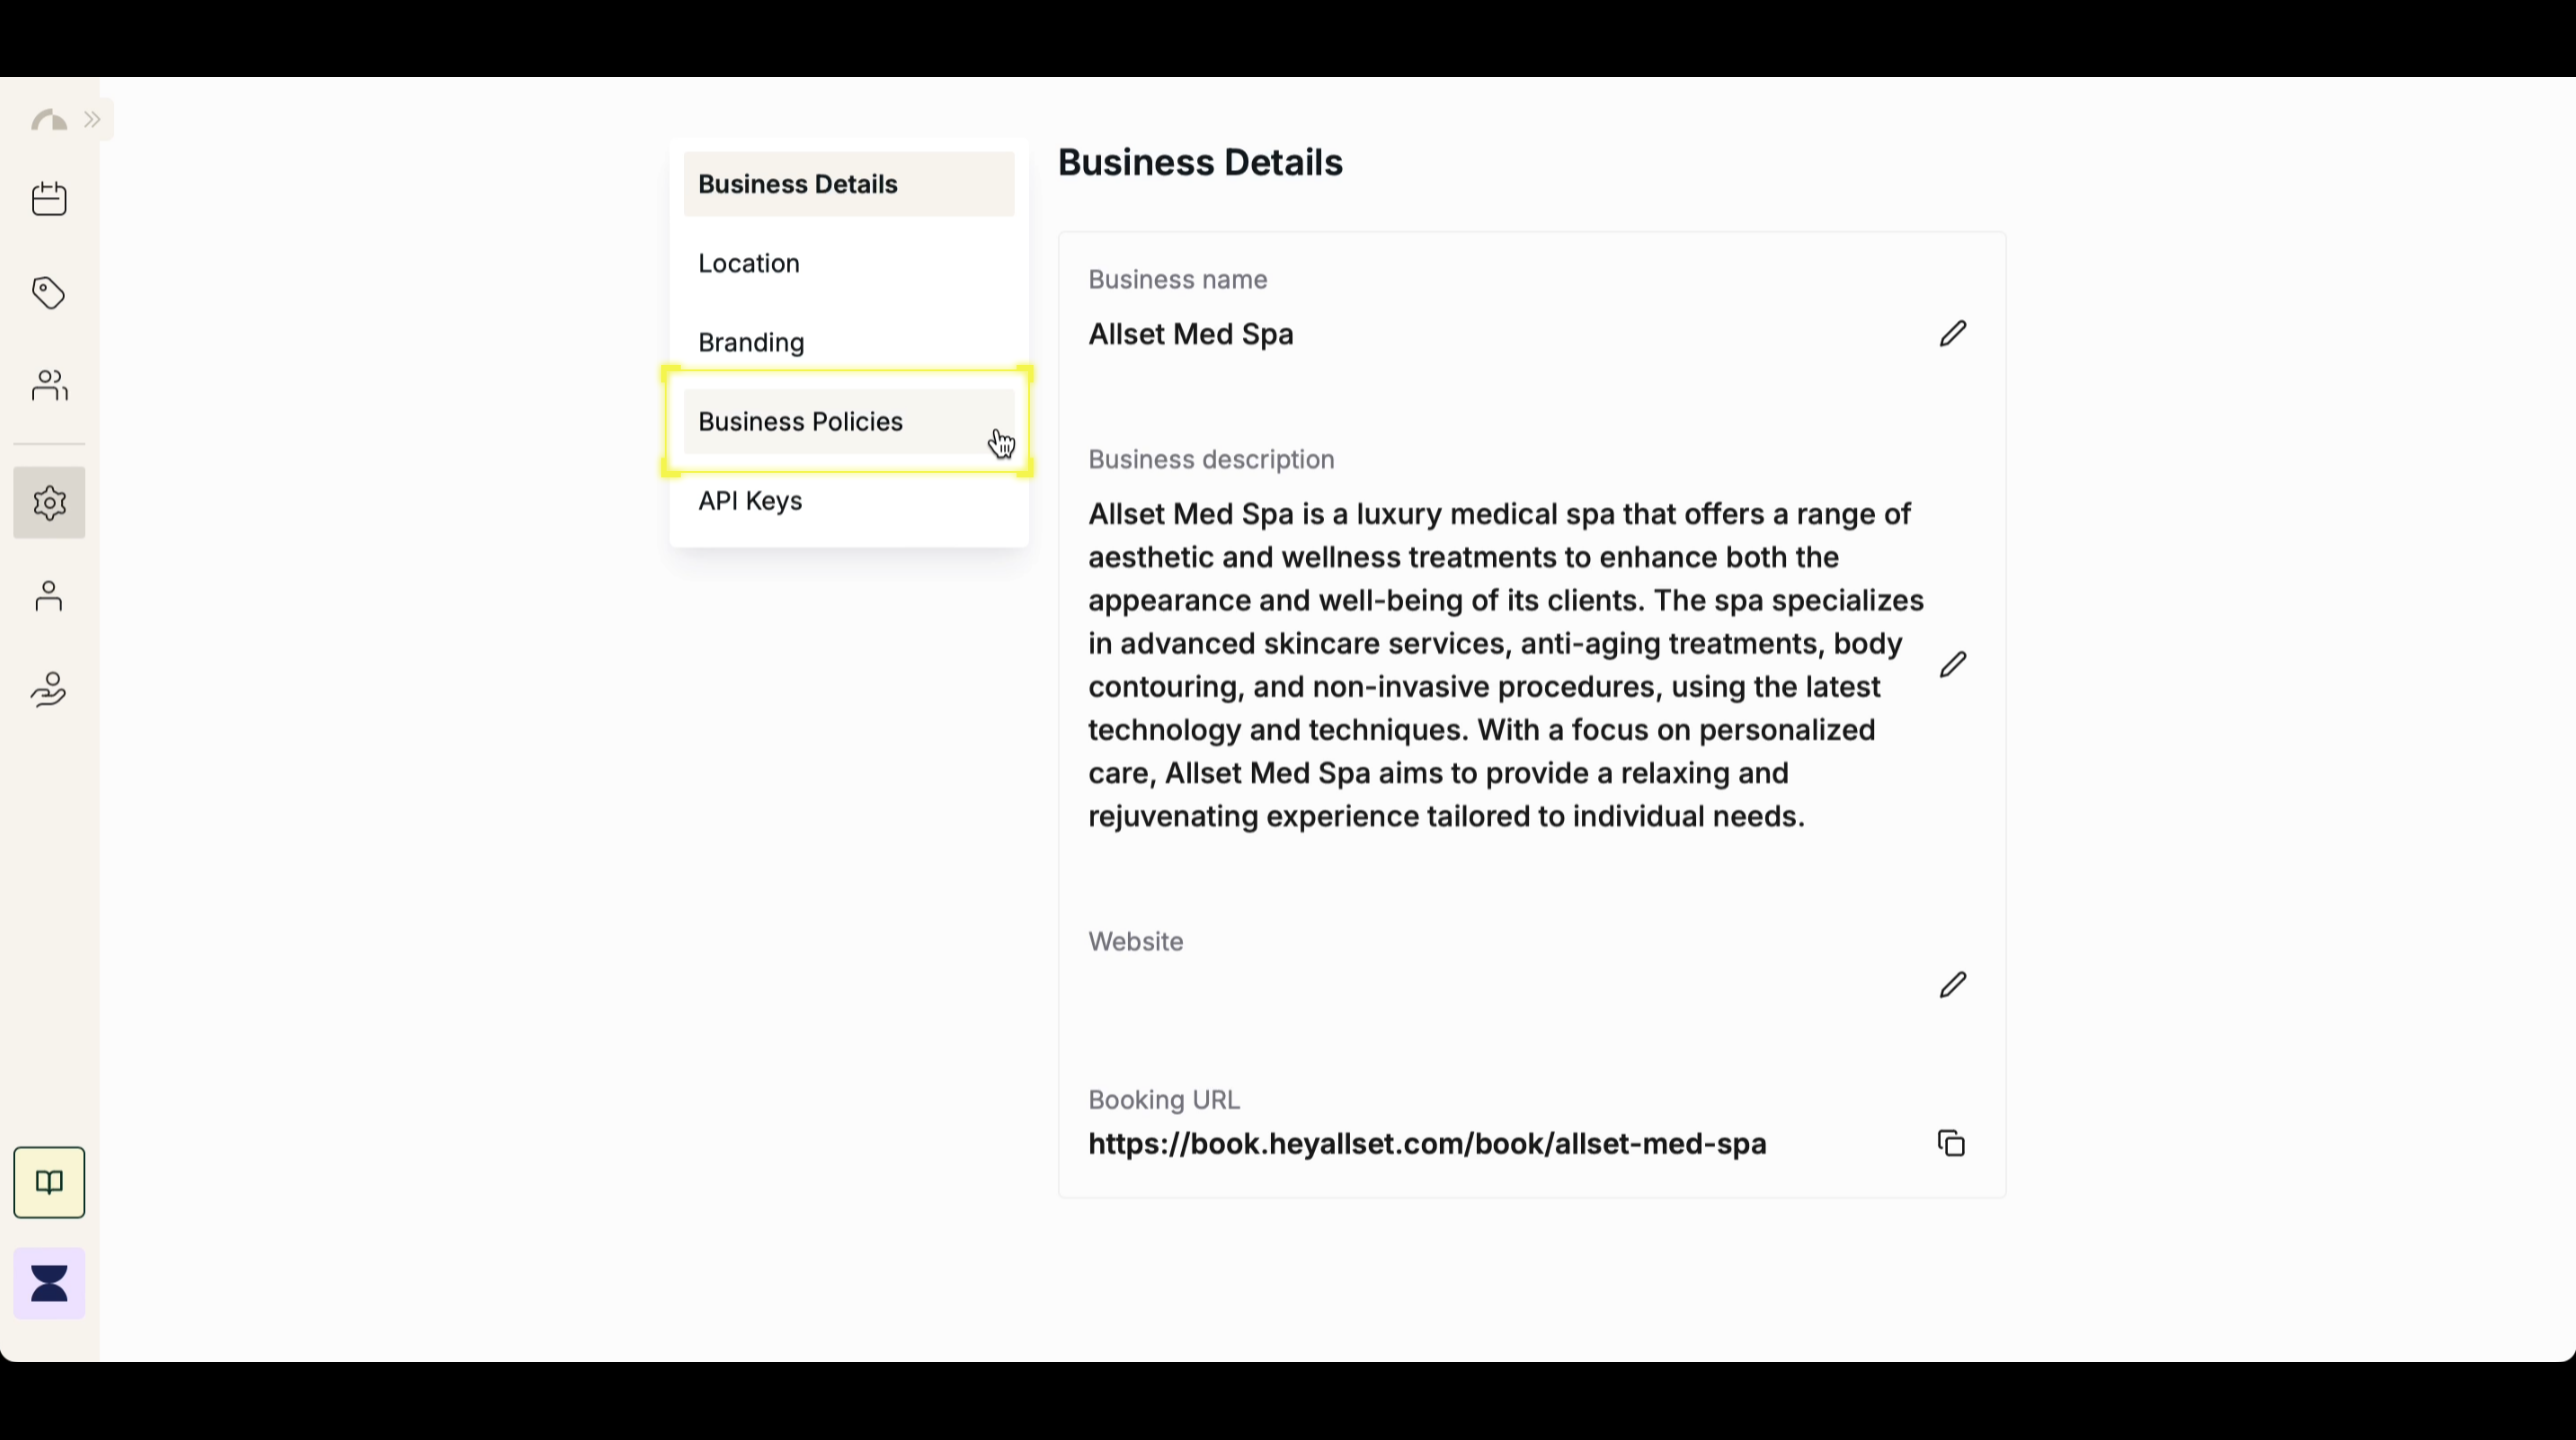 Business Details
Location
Branding
Business Policies
API Keys
Business Details
Business name
Allset Med Spa
Business description
Allset Med Spa is a luxury medical spa that offers a range of
aesthetic and wellness treatments to enhance both the
appearance and well-being of its clients. The spa specializes
in advanced skincare services, anti-aging treatments, body
contouring, and non-invasive procedures, using the latest
technology and techniques. With a focus on personalized
care, Allset Med Spa aims to provide a relaxing and
rejuvenating experience tailored to individual needs.
Website
Booking URL
https://book.heyallset.com/book/allset-med-spa